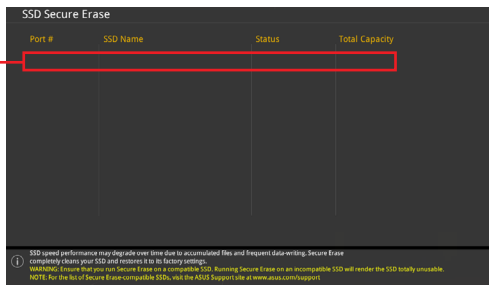 SSD Secure Erase
Port # SSD Name Status Total Capacity
SSD speed performance may degrade over time due to accumulated files and frequent data-writing. Secure Erase
completely cleans your SSD and restores it to its factory settings.
WARNING: Ensure that you run Secure Erase on a compatible SSD. Running Secure Erase on an incompatible SSD will render the SSD totally unusable.
NOTE: For the list of Secure Erase-compatible SSDs, visit the ASUS Support site at www.asus.com/support